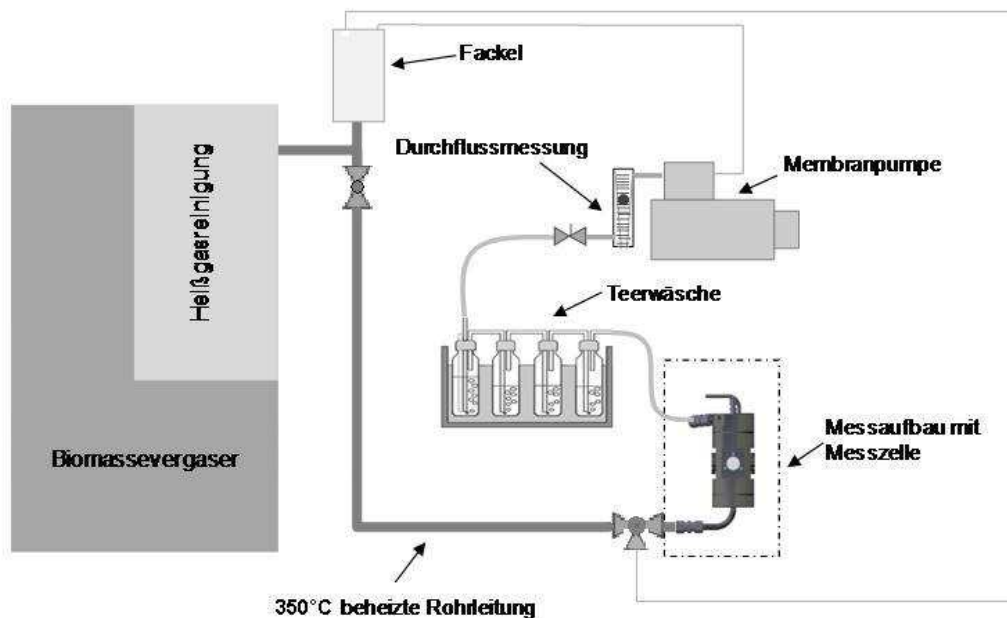 Fackel
Durchflussmessung
Membranpumpe
Heißgasreinigung
Teerwäsche
Biomassevergaser
Messaufbau mit
Messzelle
350°C beheizte Rohrleitung